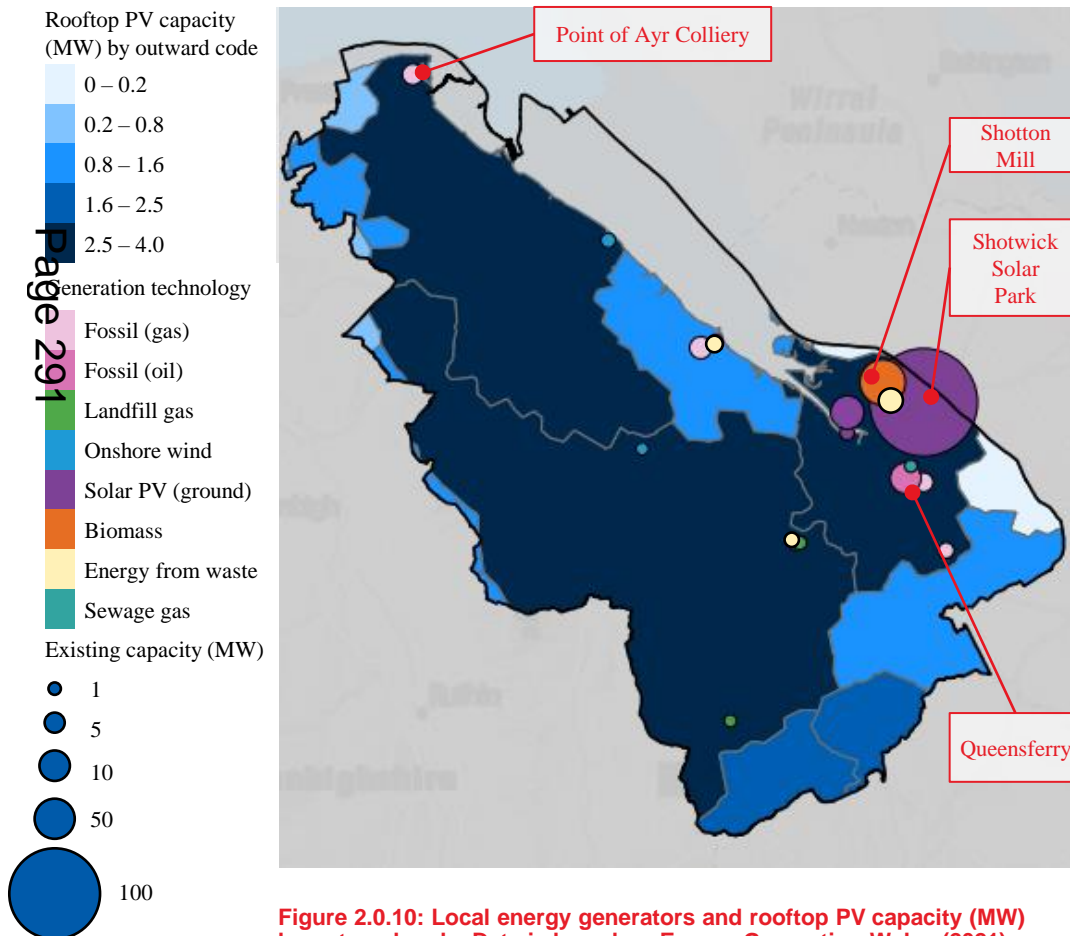 Rooftop PV capacity
(MW) by outward code
0 – 0.2
0.2 – 0.8
0.8 – 1.6
1.6 – 2.5
2.5 – 4.0
Page 291
Generation technology
Fossil (gas)
Fossil (oil)
Landfill gas
Onshore wind
Solar PV (ground)
Biomass
Energy from waste
Sewage gas
Existing capacity (MW)
1
5
10
50
100
Point of Ayr Colliery
Wirral
Peninsula
Shotton
Mill
Shotwick
Solar
Park
Ruthin
Queensferry
Figure 2.0.10: Local energy generators and rooftop PV capacity (MW)